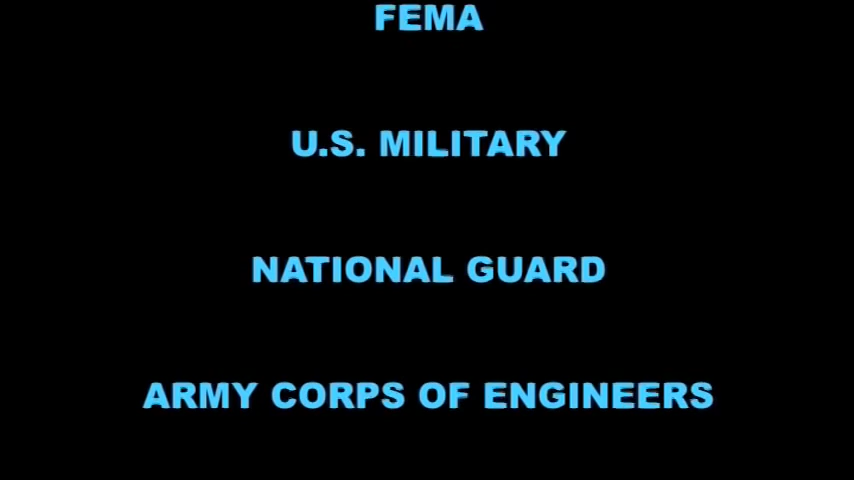 FEMA
U.S. MILITARY
NATIONAL GUARD
ARMY CORPS OF ENGINEERS